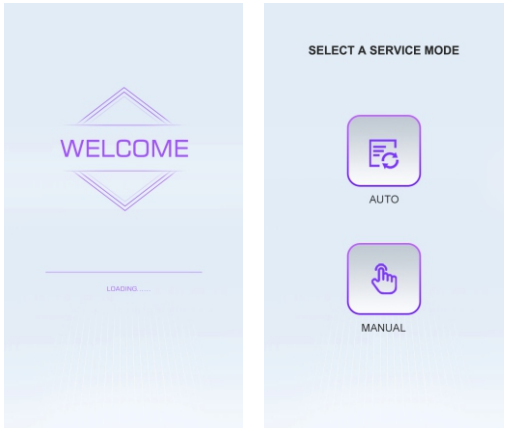 WELCOME
LOADING ......
SELECT A SERVICE MODE
AUTO
MANUAL